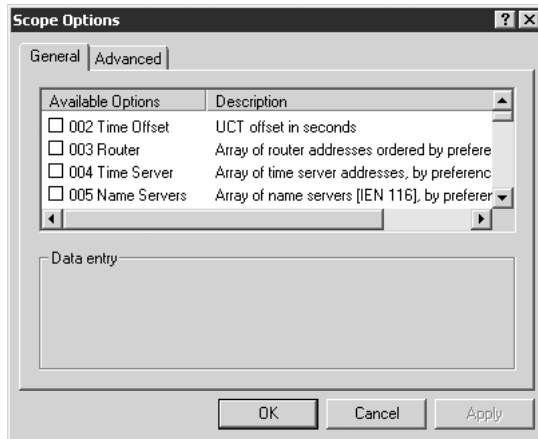 Scope Options
General Advanced
Available Options Description
002 Time Offset UCT offset in seconds
003 Router Array of router addresses ordered by prefere
004 Time Server Array of time server addresses, by preferenc
005 Name Servers Array of name servers [IEN 116], by preferer
Data entry
OK Cancel Apply